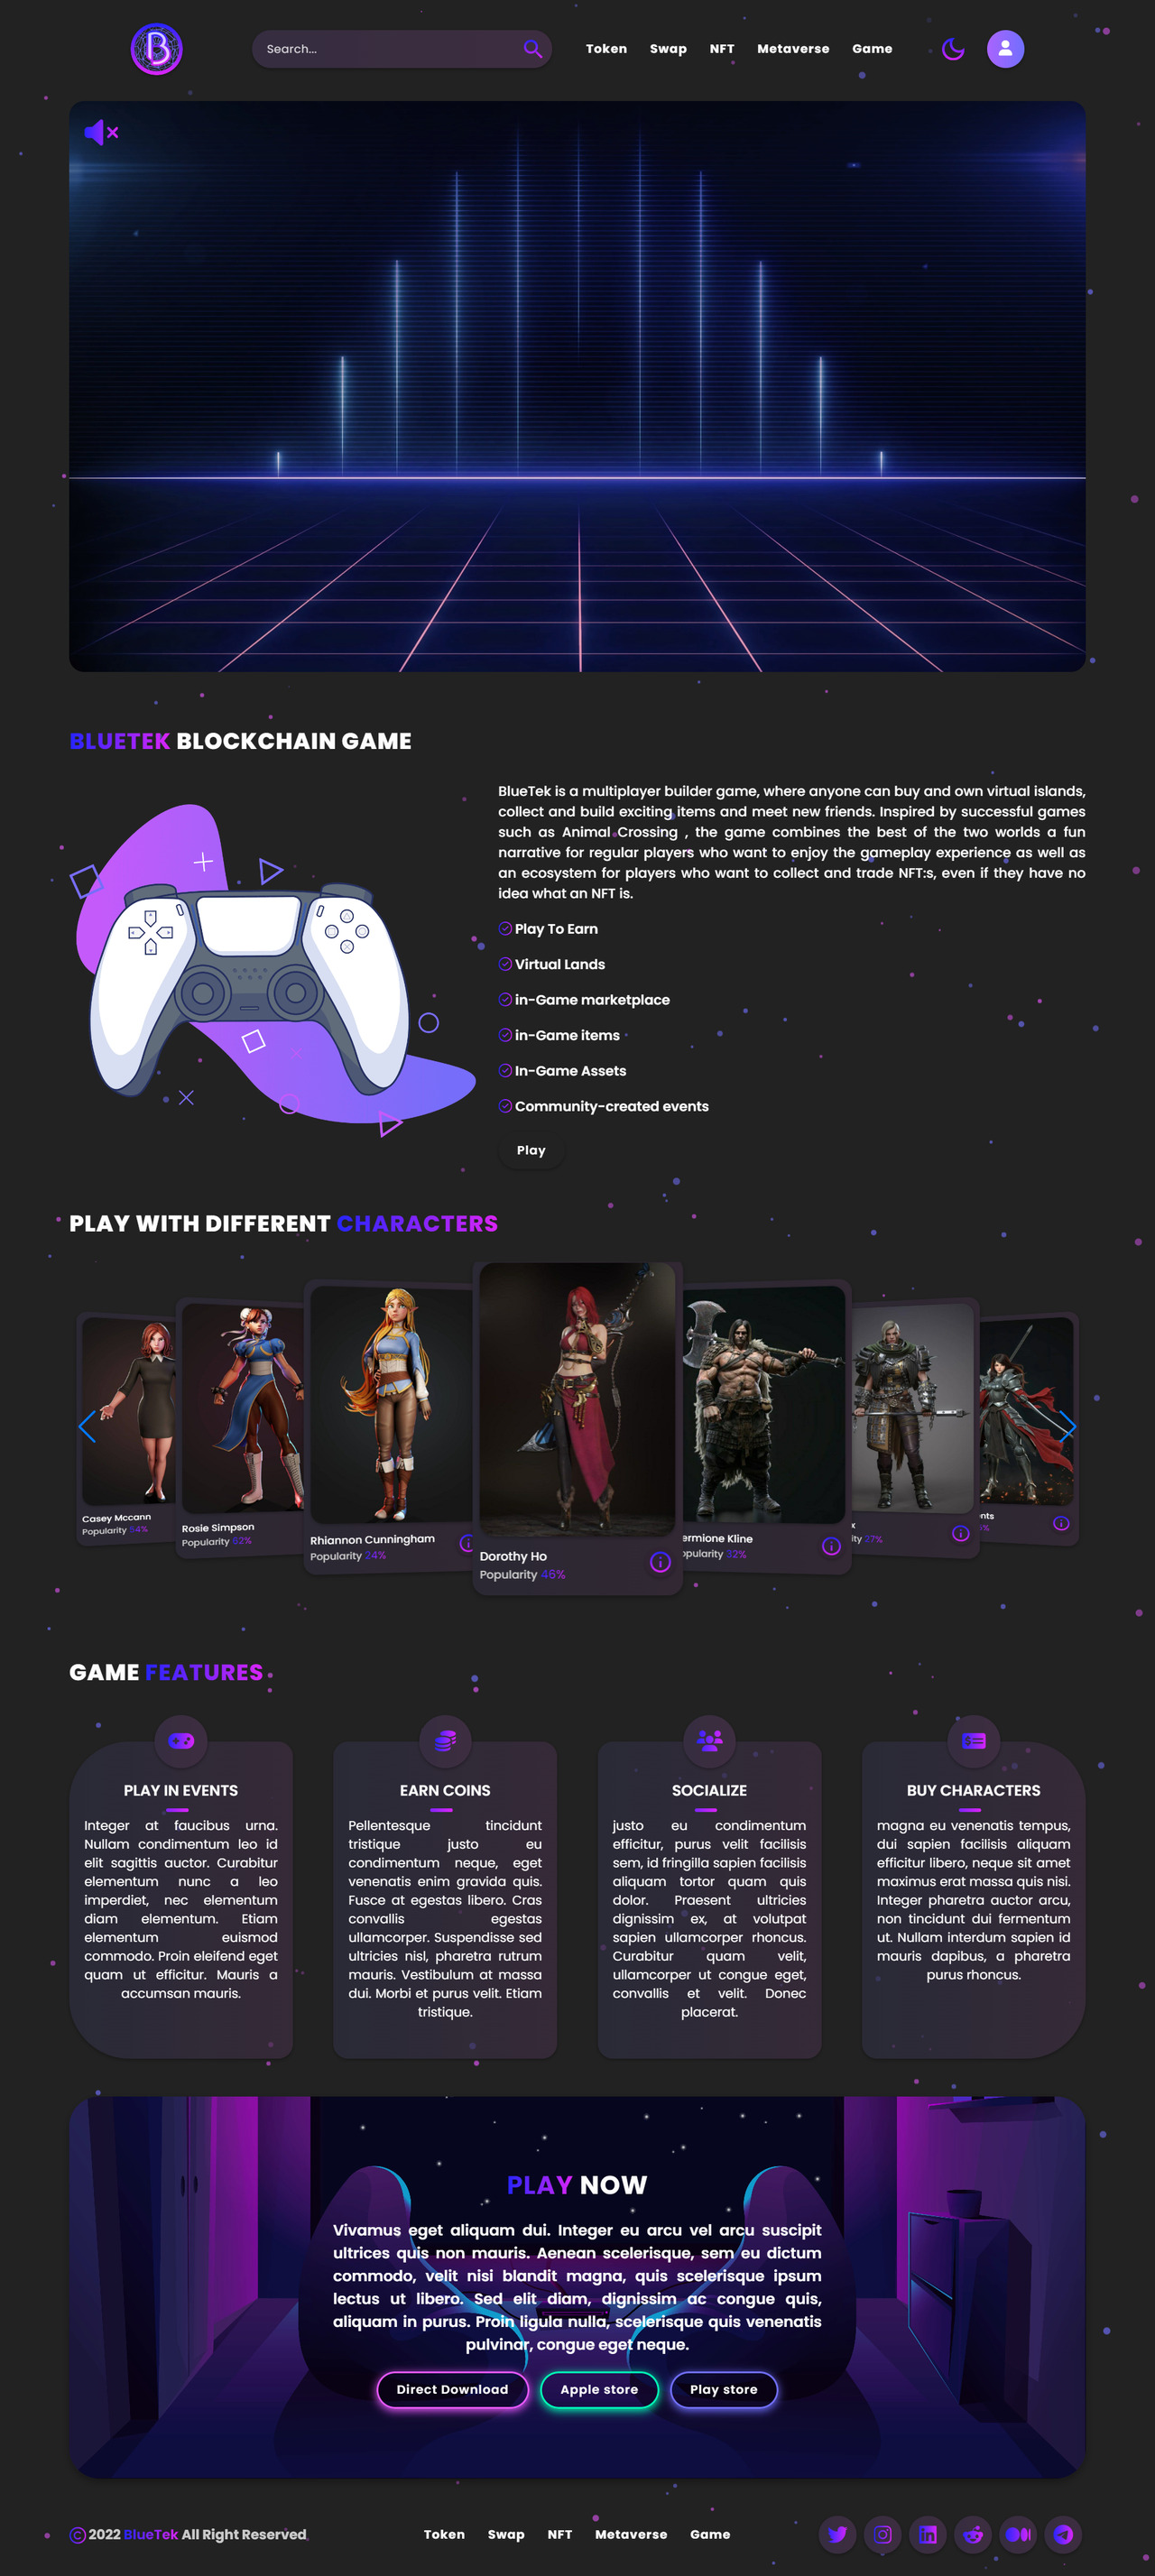 B
Search...
Token Swap NFT Metaverse Game
BLUETEK BLOCKCHAIN GAME
BlueTek is a multiplayer builder game, where anyone can buy and own virtual islands,
collect and build exciting items and meet new friends. Inspired by successful games
such as Animal Crossing , the game combines the best of the two worlds a fun
narrative for regular players who want to enjoy the gameplay experience as well as
an ecosystem for players who want to collect and trade NFT:s, even if they have no
idea what an NFT is.
Play To Earn
Virtual Lands
in-Game marketplace
in-Game items
In-Game Assets
Community-created events
Play
PLAY WITH DIFFERENT CHARACTERS
Casey Mccann
Popularity 54%
Rosie Simpson
Popularity 62%
Rhiannon Cunningham
Popularity 24%
Dorothy Ho
Popularity 46%
ermione Kline
opularity 32%
x
ity 27%
nts
%
GAME FEATURES
PLAY IN EVENTS
Integer at faucibus urna.
Nullam condimentum leo id
elit sagittis auctor. Curabitur
elementum nunc a leo
imperdiet, nec elementum
diam elementum. Etiam
elementum euismod
commodo. Proin eleifend eget
quam ut efficitur. Mauris a
accumsan mauris.
EARN COINS
Pellentesque tincidunt
tristique justo eu
condimentum neque, eget
venenatis enim gravida quis.
Fusce at egestas libero. Cras
convallis egestas
ullamcorper. Suspendisse sed
ultricies nisl, pharetra rutrum
mauris. Vestibulum at massa
dui. Morbi et purus velit. Etiam
tristique.
SOCIALIZE
justo eu condimentum
efficitur, purus velit facilisis
sem, id fringilla sapien facilisis
aliquam tortor quam quis
dolor. Praesent ultricies
dignissim ex, at volutpat
sapien ullamcorper rhoncus.
Curabitur quam velit,
ullamcorper ut congue eget,
convallis et velit. Donec
placerat.
BUY CHARACTERS
magna eu venenatis tempus,
dui sapien facilisis aliquam
efficitur libero, neque sit amet
maximus erat massa quis nisi.
Integer pharetra auctor arcu,
non tincidunt dui fermentum
ut. Nullam interdum sapien id
mauris dapibus, a pharetra
purus rhoncus.
PLAY NOW
Vivamus eget aliquam dui. Integer eu arcu vel arcu suscipit
ultrices quis non mauris. Aenean scelerisque, sem eu dictum
commodo, velit nisi blandit magna, quis scelerisque ipsum
lectus ut libero. Sed elit diam, dignissim ac congue quis,
aliquam in purus. Proin ligula nulla, scelerisque quis venenatis
pulvinar, congue eget neque.
Direct Download Apple store Play store
© 2022 BlueTek All Right Reserved
Token Swap NFT Metaverse Game